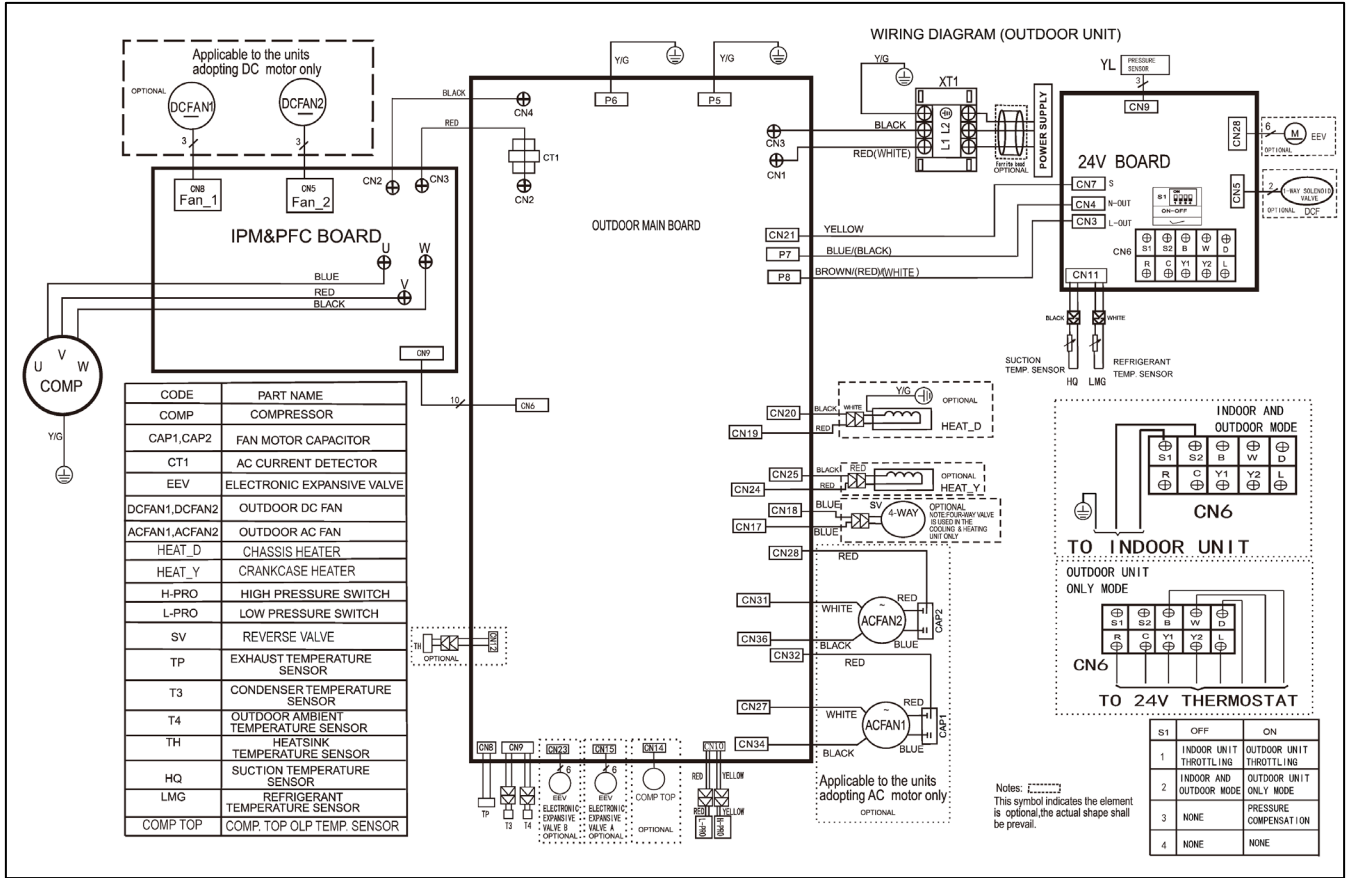 WIRING DIAGRAM (OUTDOOR UNIT)
Applicable to the units
adopting DC motor only
OPTIONAL
DCFAN1
DCFAN2
3
3
CN8
Fan_1
CN5
Fan_2
CN2
CN3
IPM&PFC BOARD
U
W
V
BLUE
RED
BLACK
CN9
10
CN6
U
V
W
COMP
Y/G
BLACK
CN4
RED
CT1
CN2
Y/G
P6
Y/G
P5
OUTDOOR MAIN BOARD
CN3
CN1
Y/G
XT1
BLACK
RED(WHITE)
L1 L2
Ferrite bead
OPTIONAL
POWER SUPPLY
CN21
YELLOW
P7
BLUE/(BLACK)
P8
BROWN/(RED)/(WHITE)
YL
PRESSURE
SENSOR
3
CN9
24V BOARD
CN7
S
CN4
N-OUT
CN3
L-OUT
S1
ON
ON-OFF
CN28
6
M
EEV
OPTIONAL
CN5
2
1-WAY SOLENOID
VALVE
OPTIONAL
DCF
CN6
S1 S2 B W D
R C Y1 Y2 L
CN11
BLACK
WHITE
SUCTION
TEMP. SENSOR
HQ
LMG
REFRIGERANT
TEMP. SENSOR
CODE PART NAME
COMP COMPRESSOR
CAP1,CAP2 FAN MOTOR CAPACITOR
CT1 AC CURRENT DETECTOR
EEV ELECTRONIC EXPANSIVE VALVE
DCFAN1,DCFAN2 OUTDOOR DC FAN
ACFAN1,ACFAN2 OUTDOOR AC FAN
HEAT_D CHASSIS HEATER
HEAT_Y CRANKCASE HEATER
H-PRO HIGH PRESSURE SWITCH
L-PRO LOW PRESSURE SWITCH
SV REVERSE VALVE
TP EXHAUST TEMPERATURE
SENSOR
T3 CONDENSER TEMPERATURE
SENSOR
T4 OUTDOOR AMBIENT
TEMPERATURE SENSOR
TH HEATSINK
TEMPERATURE SENSOR
HQ SUCTION TEMPERATURE
SENSOR
LMG REFRIGERANT
TEMPERATURE SENSOR
COMP TOP COMP. TOP OLP TEMP. SENSOR
TH
OPTIONAL
CN12
CN8
TP
CN9
T3
T4
CN23
6
EEV
ELECTRONIC
EXPANSIVE
VALVE B
OPTIONAL
CN15
6
EEV
ELECTRONIC
EXPANSIVE
VALVE A
OPTIONAL
CN14
COMP TOP
OPTIONAL
CN10
RED
YELLOW
RED
YELLOW
L-PRO
H-PRO
CN20
BLACK
WHITE
Y/G
OPTIONAL
CN19
RED
HEAT_D
CN25
BLACK
RED
OPTIONAL
CN24
RED
HEAT_Y
CN18
BLUE
SV
4-WAY
CN17
BLUE
OPTIONAL
NOTE:FOUR-WAY VALVE
IS USED IN THE
COOLING & HEATING
UNIT ONLY
CN28
RED
CN31
WHITE
RED
ACFAN2
CAP2
CN36
BLACK
BLUE
CN32
RED
CN27
WHITE
RED
ACFAN1
CAP1
CN34
BLACK
BLUE
Applicable to the units
adopting AC motor only
OPTIONAL
INDOOR AND
OUTDOOR MODE
S1 S2 B W D
R C Y1 Y2 L
CN6
TO INDOOR UNIT
OUTDOOR UNIT
ONLY MODE
S1 S2 B W D
R C Y1 Y2 L
CN6
TO 24V THERMOSTAT
S1 OFF ON
1 INDOOR UNIT THROTTLING OUTDOOR UNIT THROTTLING
2 INDOOR AND OUTDOOR MODE OUTDOOR UNIT ONLY MODE
3 NONE PRESSURE COMPENSATION
4 NONE NONE
Notes:
This symbol indicates the element
is optional,the actual shape shall
be prevail.